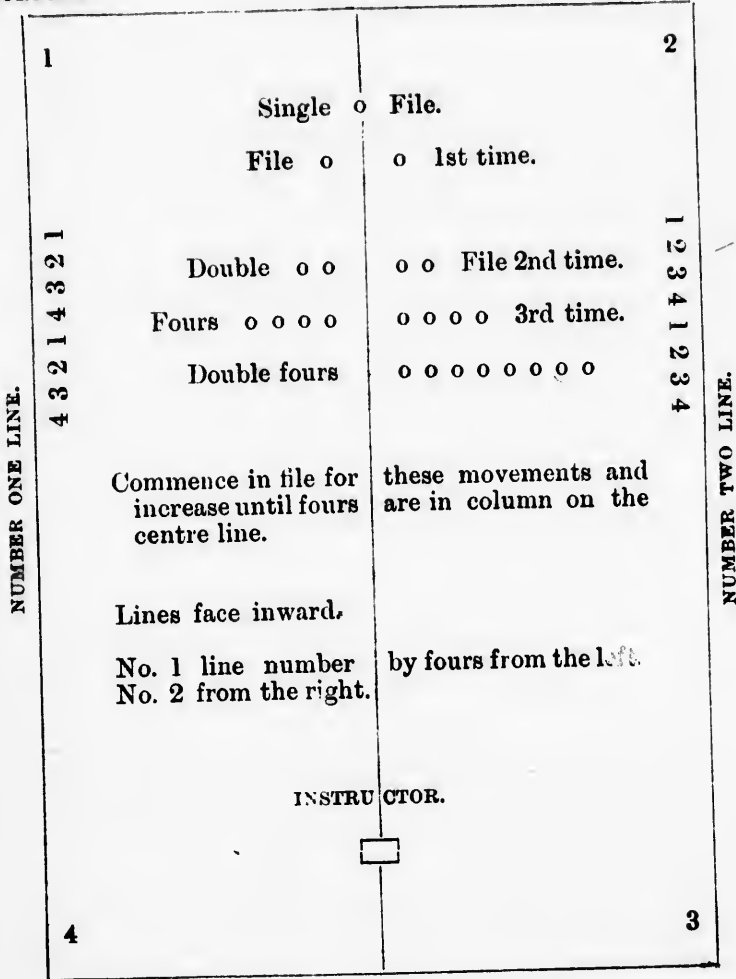 1 2
Single o File.
File o o 1st time.
Double o o o o File 2nd time.
Fours o o o o o o o o 3rd time.
Double fours o o o o o o o o
4 3 2 1 4 3 2 1
1 2 3 4 1 2 3 4
NUMBER ONE LINE.
NUMBER TWO LINE.
Commence in file for these movements and
increase until fours are in column on the
centre line.
Lines face inward.
No. 1 line number by fours from the left.
No. 2 from the right.
INSTRUCTOR.
4 3